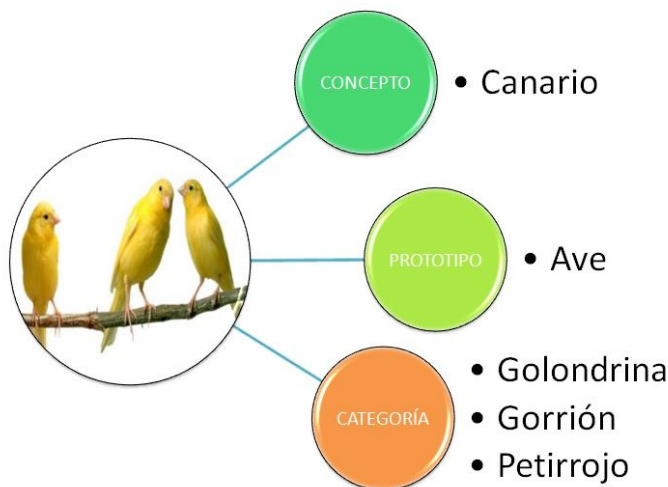 CONCEPTO
• Canario
PROTOTIPO
• Ave
CATEGORÍA
• Golondrina
• Gorrión
• Petirrojo